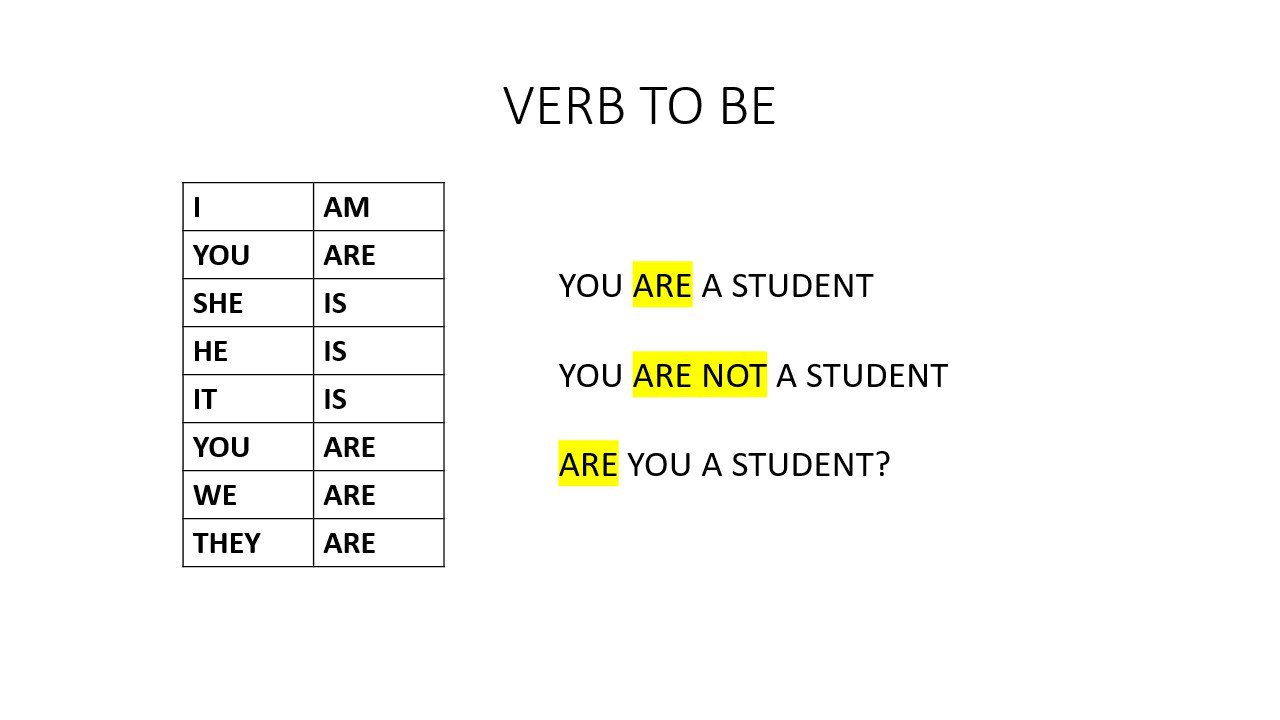 VERB TO BE
I AM
YOU ARE
SHE IS
HE IS
IT IS
YOU ARE
WE ARE
THEY ARE
YOU ARE A STUDENT
YOU ARE NOT A STUDENT
ARE YOU A STUDENT?